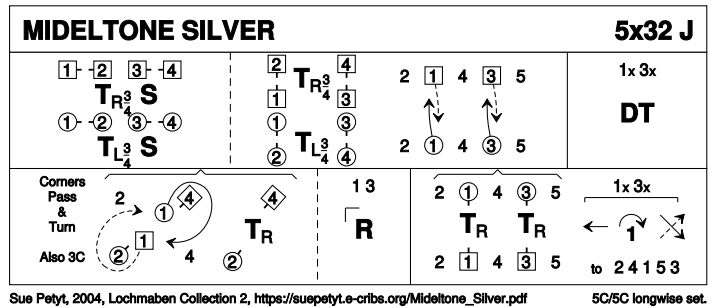 MIDELTONE SILVER 5x32 J
1 - 2 3 - 4
TR3/4 S
1 - 2 3 - 4
TL3/4 S
2 4
TR3/4
1 3
1 3
TL3/4
2 4
2 1 4 3 5
2 1 4 3 5
1x 3x
DT
Corners
Pass
&
Turn
Also 3C
2 1 4
2 1 4
4
TR
2
1 3
R
2 1 4 3 5
TR TR
2 1 4 3 5
1x 3x
1
to 2 4 1 5 3
Sue Petyt, 2004, Lochmaben Collection 2, https://suepetyt.e-cribs.org/Mideltone_Silver.pdf 5C/5C longwise set.